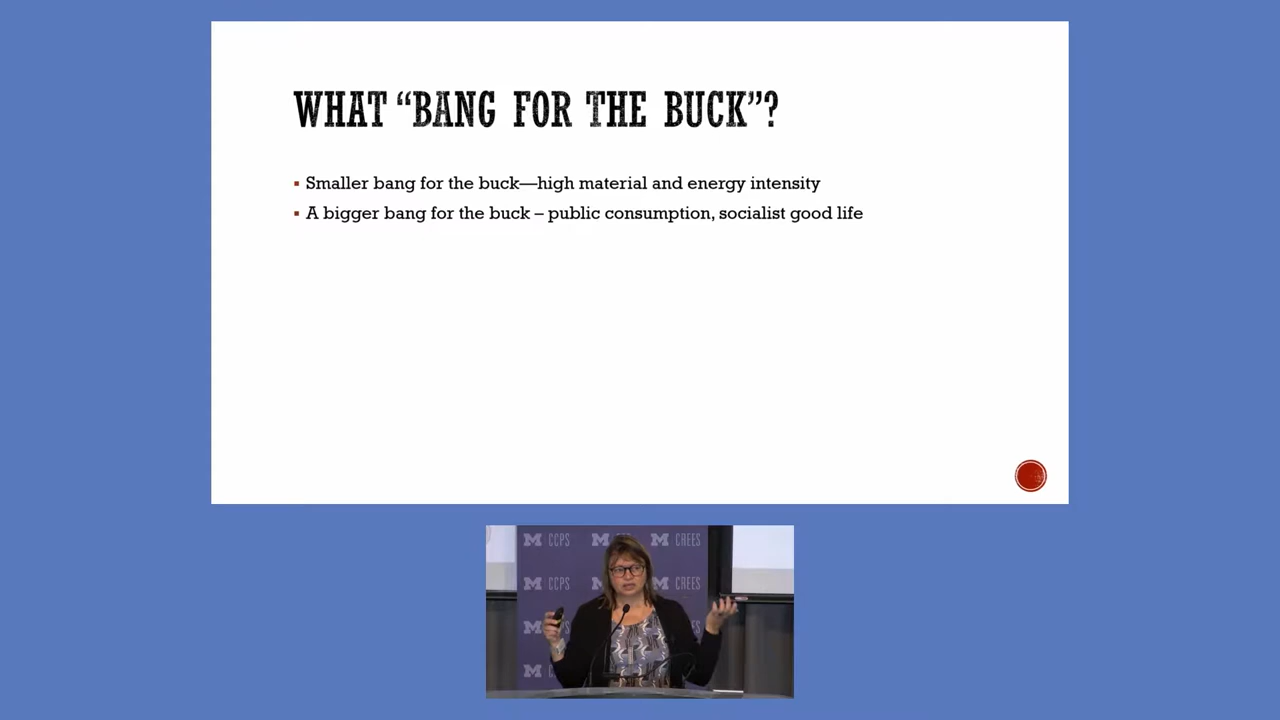 WHAT “BANG FOR THE BUCK”?
▪ Smaller bang for the buck—high material and energy intensity
▪ A bigger bang for the buck – public consumption, socialist good life
M CCPS M M CREES
M CCPS M CREES
M M
M CC